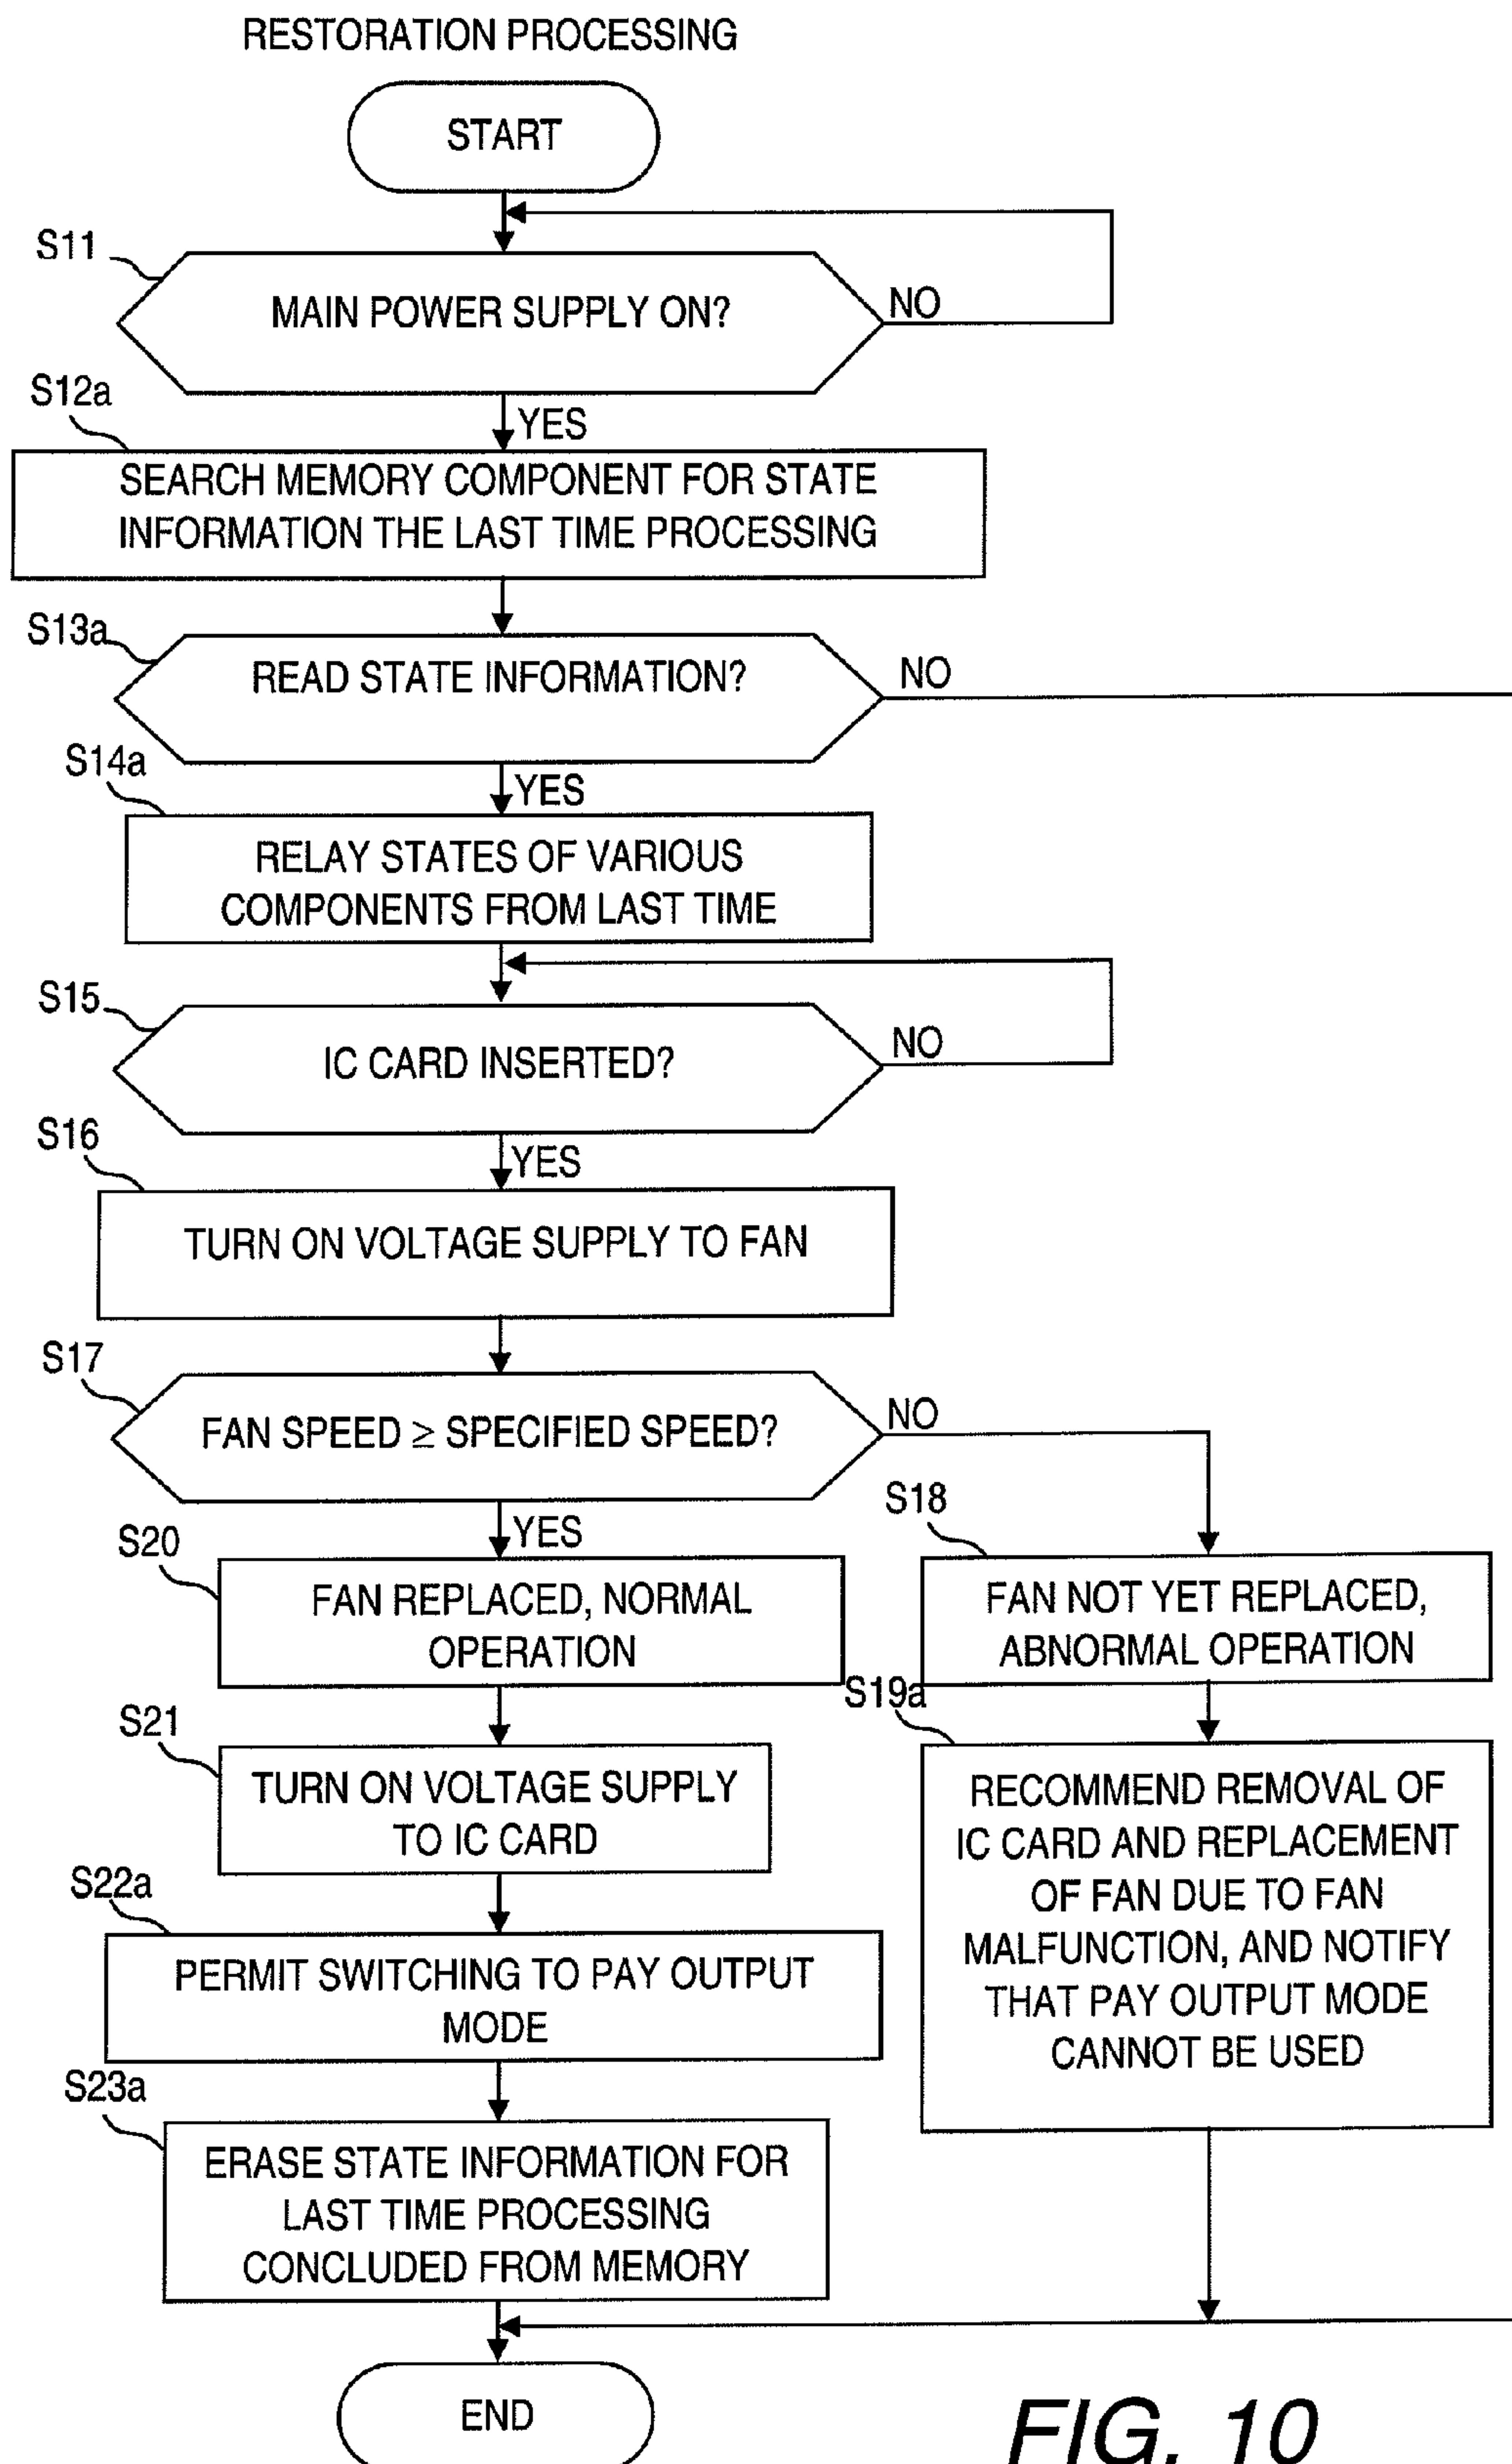 RESTORATION PROCESSING
START
S11
MAIN POWER SUPPLY ON?
NO
YES
S12a
SEARCH MEMORY COMPONENT FOR STATE
INFORMATION THE LAST TIME PROCESSING
S13a
READ STATE INFORMATION?
NO
YES
S14a
RELAY STATES OF VARIOUS
COMPONENTS FROM LAST TIME
S15
IC CARD INSERTED?
NO
YES
S16
TURN ON VOLTAGE SUPPLY TO FAN
S17
FAN SPEED ≥ SPECIFIED SPEED?
NO
YES
S20
FAN REPLACED, NORMAL
OPERATION
S18
FAN NOT YET REPLACED,
ABNORMAL OPERATION
S21
TURN ON VOLTAGE SUPPLY
TO IC CARD
S19a
RECOMMEND REMOVAL OF
IC CARD AND REPLACEMENT
OF FAN DUE TO FAN
MALFUNCTION, AND NOTIFY
THAT PAY OUTPUT MODE
CANNOT BE USED
S22a
PERMIT SWITCHING TO PAY OUTPUT
MODE
S23a
ERASE STATE INFORMATION FOR
LAST TIME PROCESSING
CONCLUDED FROM MEMORY
END
FIG. 10